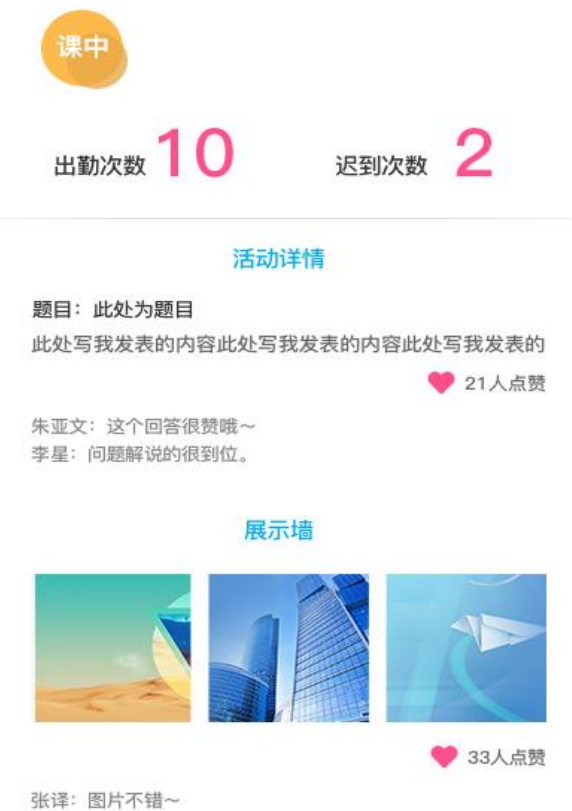 课中
出勤次数 10 迟到次数 2
活动详情
题目：此处为题目
此处写我发表的内容此处写我发表的内容此处写我发表的
21人点赞
朱亚文：这个回答很赞哦～
李星：问题解说的很到位。
展示墙
33人点赞
张译：图片不错～